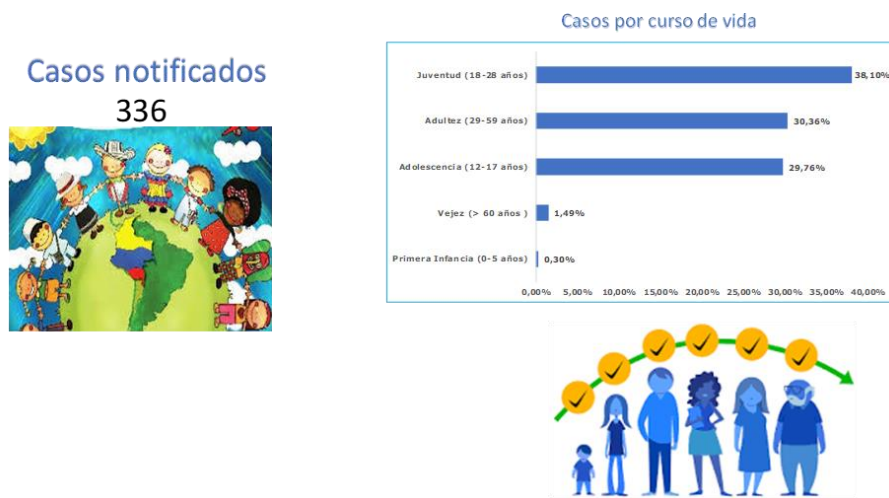 Casos notificados
336
Casos por curso de vida
Juventud (18-28 años)
38,10%
Adultez (29-59 años)
30,36%
Adolescencia (12-17 años)
29,76%
Vejez (> 60 años )
1,49%
Primera Infancia (0-5 años)
0,30%
0,00% 5,00% 10,00% 15,00% 20,00% 25,00% 30,00% 35,00% 40,00%